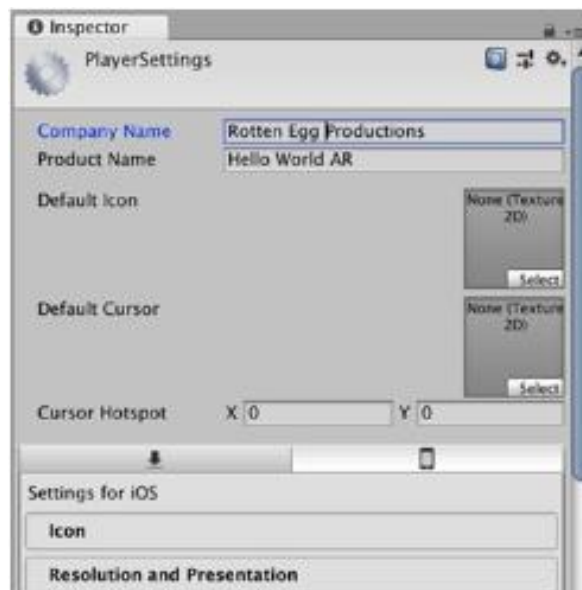 Inspector
PlayerSettings
Company Name Rotten Egg Productions
Product Name Hello World AR
Default Icon
None (Texture
2D)
Select
Default Cursor
None (Texture
2D)
Select
Cursor Hotspot X 0 Y 0
Settings for iOS
Icon
Resolution and Presentation